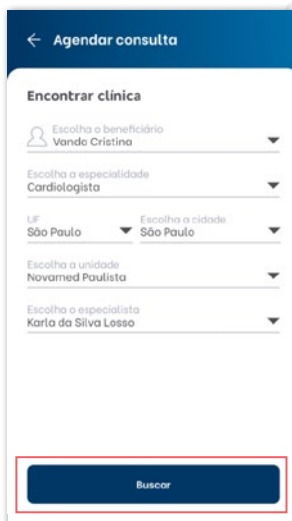 Agendar consulta
Encontrar clínica
Escolha o beneficiário
Vanda Cristina
Escolha a especialidade
Cardiologista
UF Escolha a cidade
São Paulo São Paulo
Escolha a unidade
Novamed Paulista
Escolha o especialista
Karla da Silva Losso
Buscar